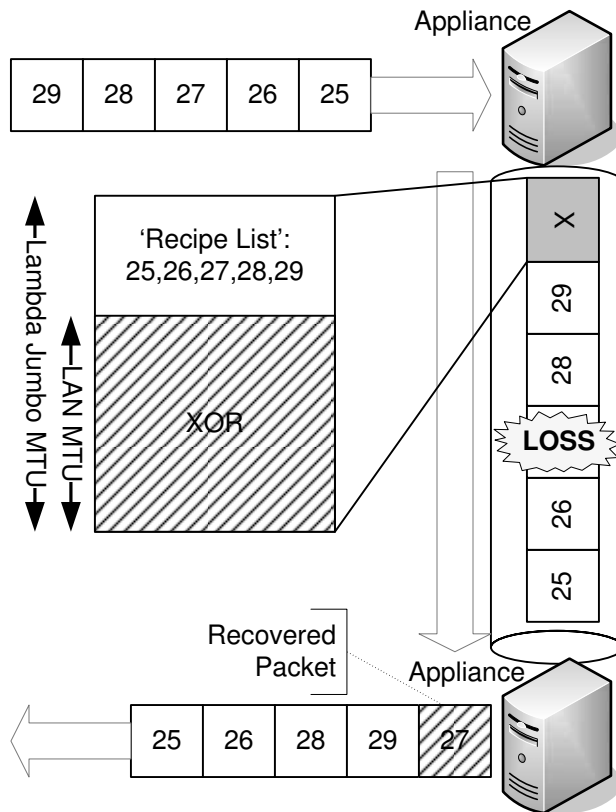 Appliance
29 28 27 26 25
'Recipe List':
25,26,27,28,29
XOR
Lambda Jumbo MTU
LAN MTU
X
29
28
LOSS
26
25
Recovered
Packet
Appliance
25 26 28 29 27